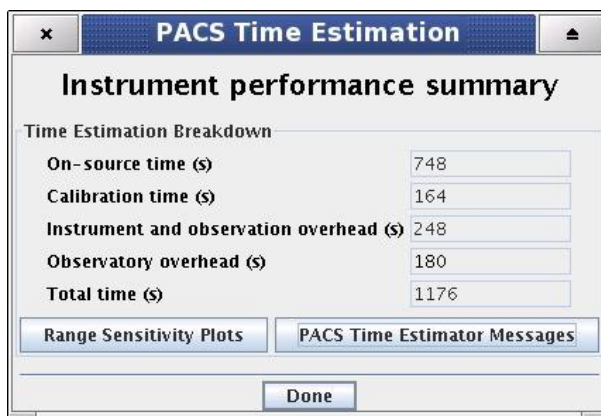 PACS Time Estimation
Instrument performance summary
Time Estimation Breakdown
On-source time (s) 748
Calibration time (s) 164
Instrument and observation overhead (s) 248
Observatory overhead (s) 180
Total time (s) 1176
Range Sensitivity Plots PACS Time Estimator Messages
Done